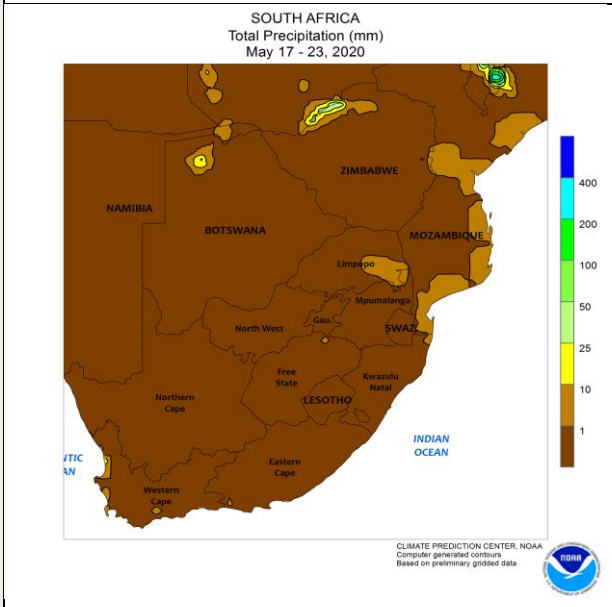 SOUTH AFRICA
Total Precipitation (mm)
May 17 - 23, 2020
ZIMBABWE
NAMIBIA
BOTSWANA
MOZAMBIQUE
Limpopo
Mpumalanga
North West
Gau.
SWAZ
Free
State
Kwazulu
Natal
Northern
Cape
LESOTHO
Eastern
Cape
Western
Cape
NTIC
AN
INDIAN
OCEAN
400
200
100
50
25
10
1
CLIMATE PREDICTION CENTER, NOAA
Computer generated contours
Based on preliminary gridded data
NOAA